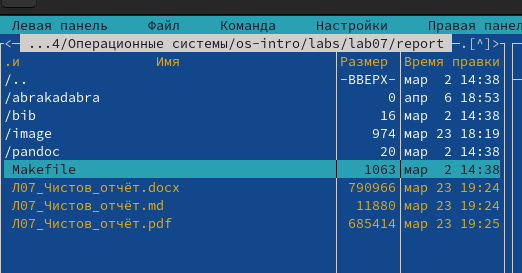 Левая панель Файл Команда Настройки Правая панел
<— ...4/Операционные системы/os-intro/labs/lab07/report —.[^]>
.и Имя Размер Время правки
/.. -ВВЕРХ- мар 2 14:38
/abrakadabra 0 апр 6 18:53
/bib 16 мар 2 14:38
/image 974 мар 23 18:19
/pandoc 20 мар 2 14:38
Makefile 1063 мар 2 14:38
Л07_Чистов_отчёт.docx 790966 мар 23 19:24
Л07_Чистов_отчёт.md 11880 мар 23 19:24
Л07_Чистов_отчёт.pdf 685414 мар 23 19:25